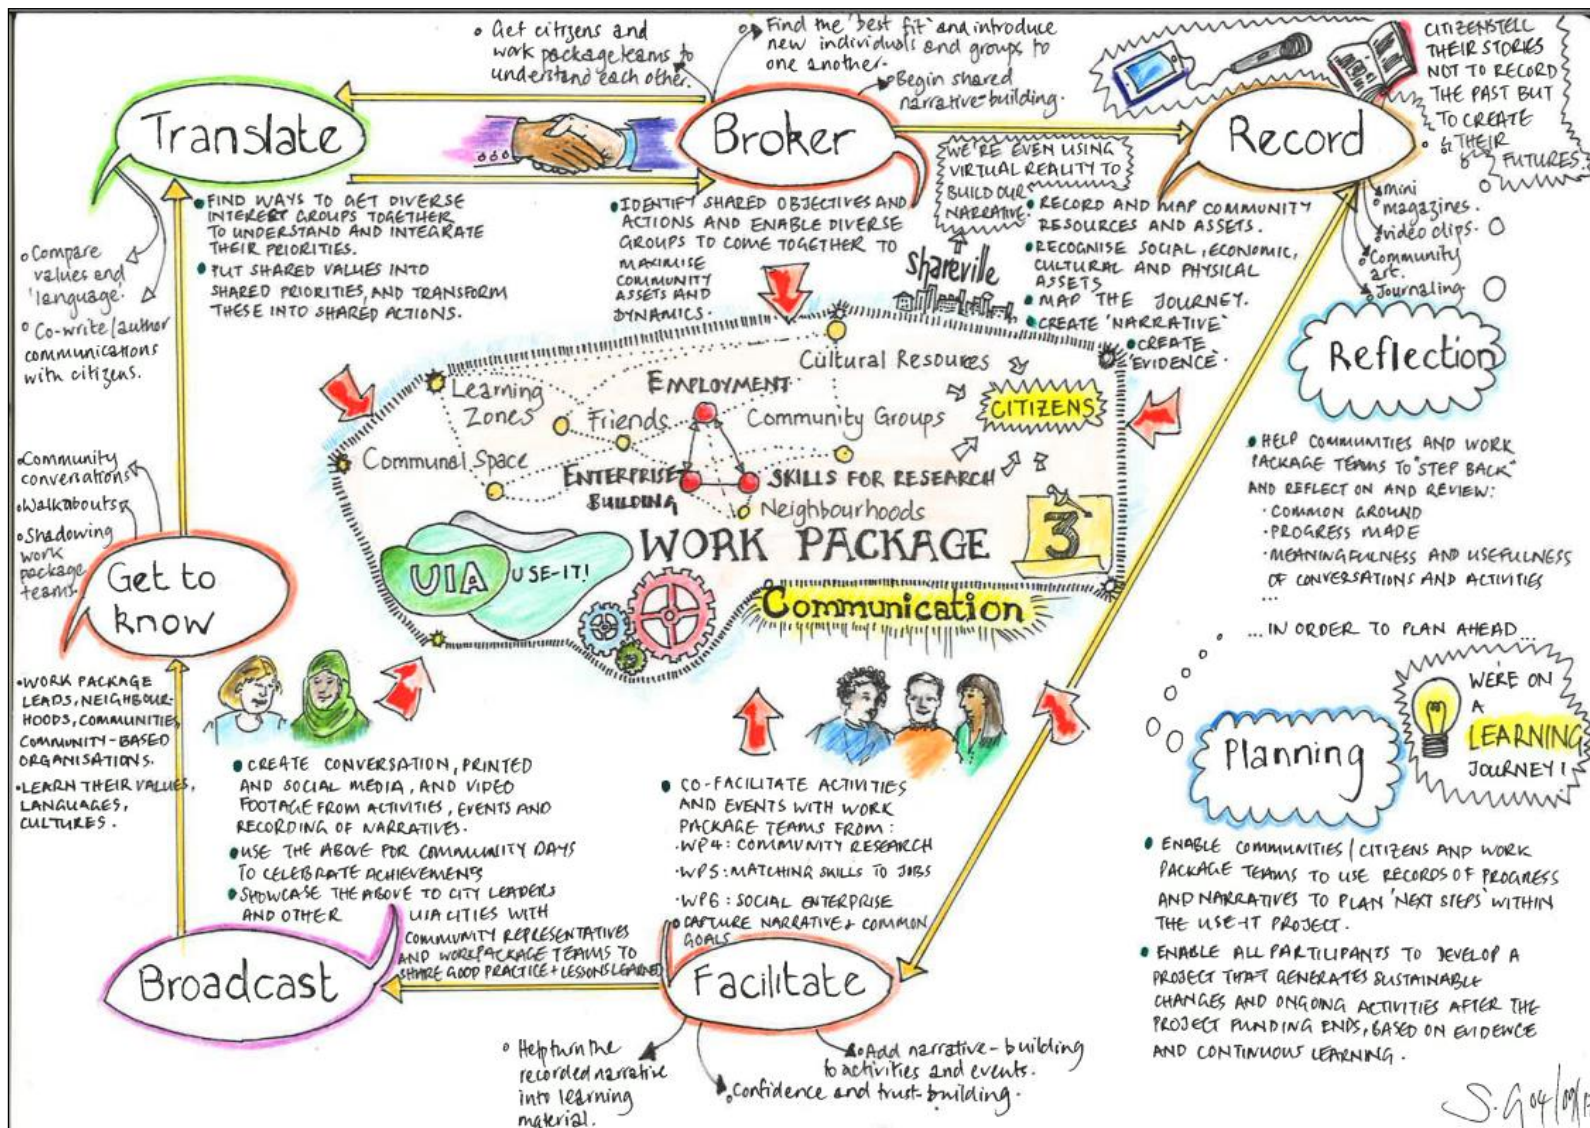 Get citizens and
work package teams to
understand each other.
Find the 'best fit' and introduce
new individuals and groups to
one another.
Begin shared
narrative-building.
CITIZENS TELL
THEIR STORIES
NOT TO RECORD
THE PAST BUT
TO CREATE
THEIR
FUTURES.
Translate
Broker
Record
WE'RE EVEN USING
VIRTUAL REALITY TO
BUILD OUR
NARRATIVE.
FIND WAYS TO GET DIVERSE
INTEREST GROUPS TOGETHER
TO UNDERSTAND AND INTEGRATE
THEIR PRIORITIES.
PUT SHARED VALUES INTO
SHARED PRIORITIES, AND TRANSFORM
THESE INTO SHARED ACTIONS.
Compare
values and
'language'.
Co-write/author
communications
with citizens.
IDENTIFY SHARED OBJECTIVES AND
ACTIONS AND ENABLE DIVERSE
GROUPS TO COME TOGETHER TO
MAXIMISE
COMMUNITY
ASSETS AND
DYNAMICS.
shareville
RECORD AND MAP COMMUNITY
RESOURCES AND ASSETS.
RECOGNISE SOCIAL, ECONOMIC,
CULTURAL AND PHYSICAL
ASSETS
MAP THE JOURNEY.
CREATE 'NARRATIVE'
CREATE
'EVIDENCE'.
mini
magazines.
video clips.
Community
art.
Journaling.
Reflection
HELP COMMUNITIES AND WORK
PACKAGE TEAMS TO "STEP BACK"
AND REFLECT ON AND REVIEW:
· COMMON GROUND
· PROGRESS MADE
· MEANINGFULNESS AND USEFULNESS
OF CONVERSATIONS AND ACTIVITIES
...
... IN ORDER TO PLAN AHEAD...
Learning
Zones
Friends
EMPLOYMENT
Cultural Resoures
Community Groups
CITIZENS
Communal Space
ENTERPRISE
BUILDING
SKILLS FOR RESEARCH
Neighbourhoods
UIA
USE-IT!
WORK PACKAGE
3
Communication
Community
conversations
Walkabouts
Shadowing
work
package
teams.
Get to
know
· WORK PACKAGE
LEADS, NEIGHBOUR-
HOODS, COMMUNITIES,
COMMUNITY-BASED
ORGANISATIONS.
· LEARN THEIR VALUES,
LANGUAGES,
CULTURES.
CREATE CONVERSATION, PRINTED
AND SOCIAL MEDIA, AND VIDEO
FOOTAGE FROM ACTIVITIES, EVENTS AND
RECORDING OF NARRATIVES.
USE THE ABOVE FOR COMMUNITY DAYS
TO CELEBRATE ACHIEVEMENTS
SHOWCASE THE ABOVE TO CITY LEADERS
AND OTHER UIA CITIES WITH
COMMUNITY REPRESENTATIVES
AND WORKPACKAGE TEAMS TO
SHARE GOOD PRACTICE + LESSONS LEARNED
Broadcast
CO-FACILITATE ACTIVITIES
AND EVENTS WITH WORK
PACKAGE TEAMS FROM:
· WP4: COMMUNITY RESEARCH
· WP5: MATCHING SKILLS TO JOBS
· WP6: SOCIAL ENTERPRISE
CAPTURE NARRATIVE + COMMON
GOALS
Facilitate
Help turn the
recorded narrative
into learning
material.
Add narrative-building
to activities and events.
Confidence and trust-building.
WE'RE ON
A
LEARNING
JOURNEY!
Planning
ENABLE COMMUNITIES/CITIZENS AND WORK
PACKAGE TEAMS TO USE RECORDS OF PROGRESS
AND NARRATIVES TO PLAN 'NEXT STEPS' WITHIN
THE USE-IT PROJECT.
ENABLE ALL PARTICIPANTS TO DEVELOP A
PROJECT THAT GENERATES SUSTAINABLE
CHANGES AND ONGOING ACTIVITIES AFTER THE
PROJECT FUNDING ENDS, BASED ON EVIDENCE
AND CONTINUOUS LEARNING.